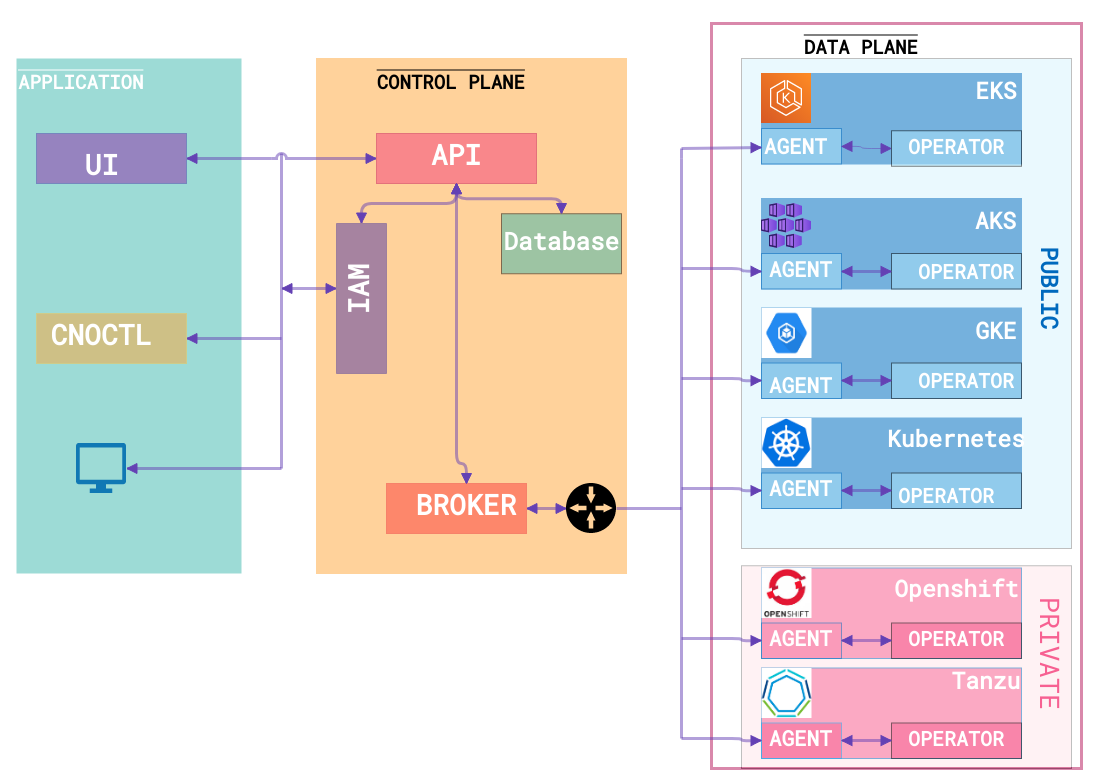 APPLICATION
UI
CNOCTL
CONTROL PLANE
API
IAM
Database
BROKER
DATA PLANE
EKS
AGENT
OPERATOR
AKS
AGENT
OPERATOR
GKE
AGENT
OPERATOR
Kubernetes
AGENT
OPERATOR
PUBLIC
Openshift
OPENSHIFT
AGENT
OPERATOR
Tanzu
AGENT
OPERATOR
PRIVATE